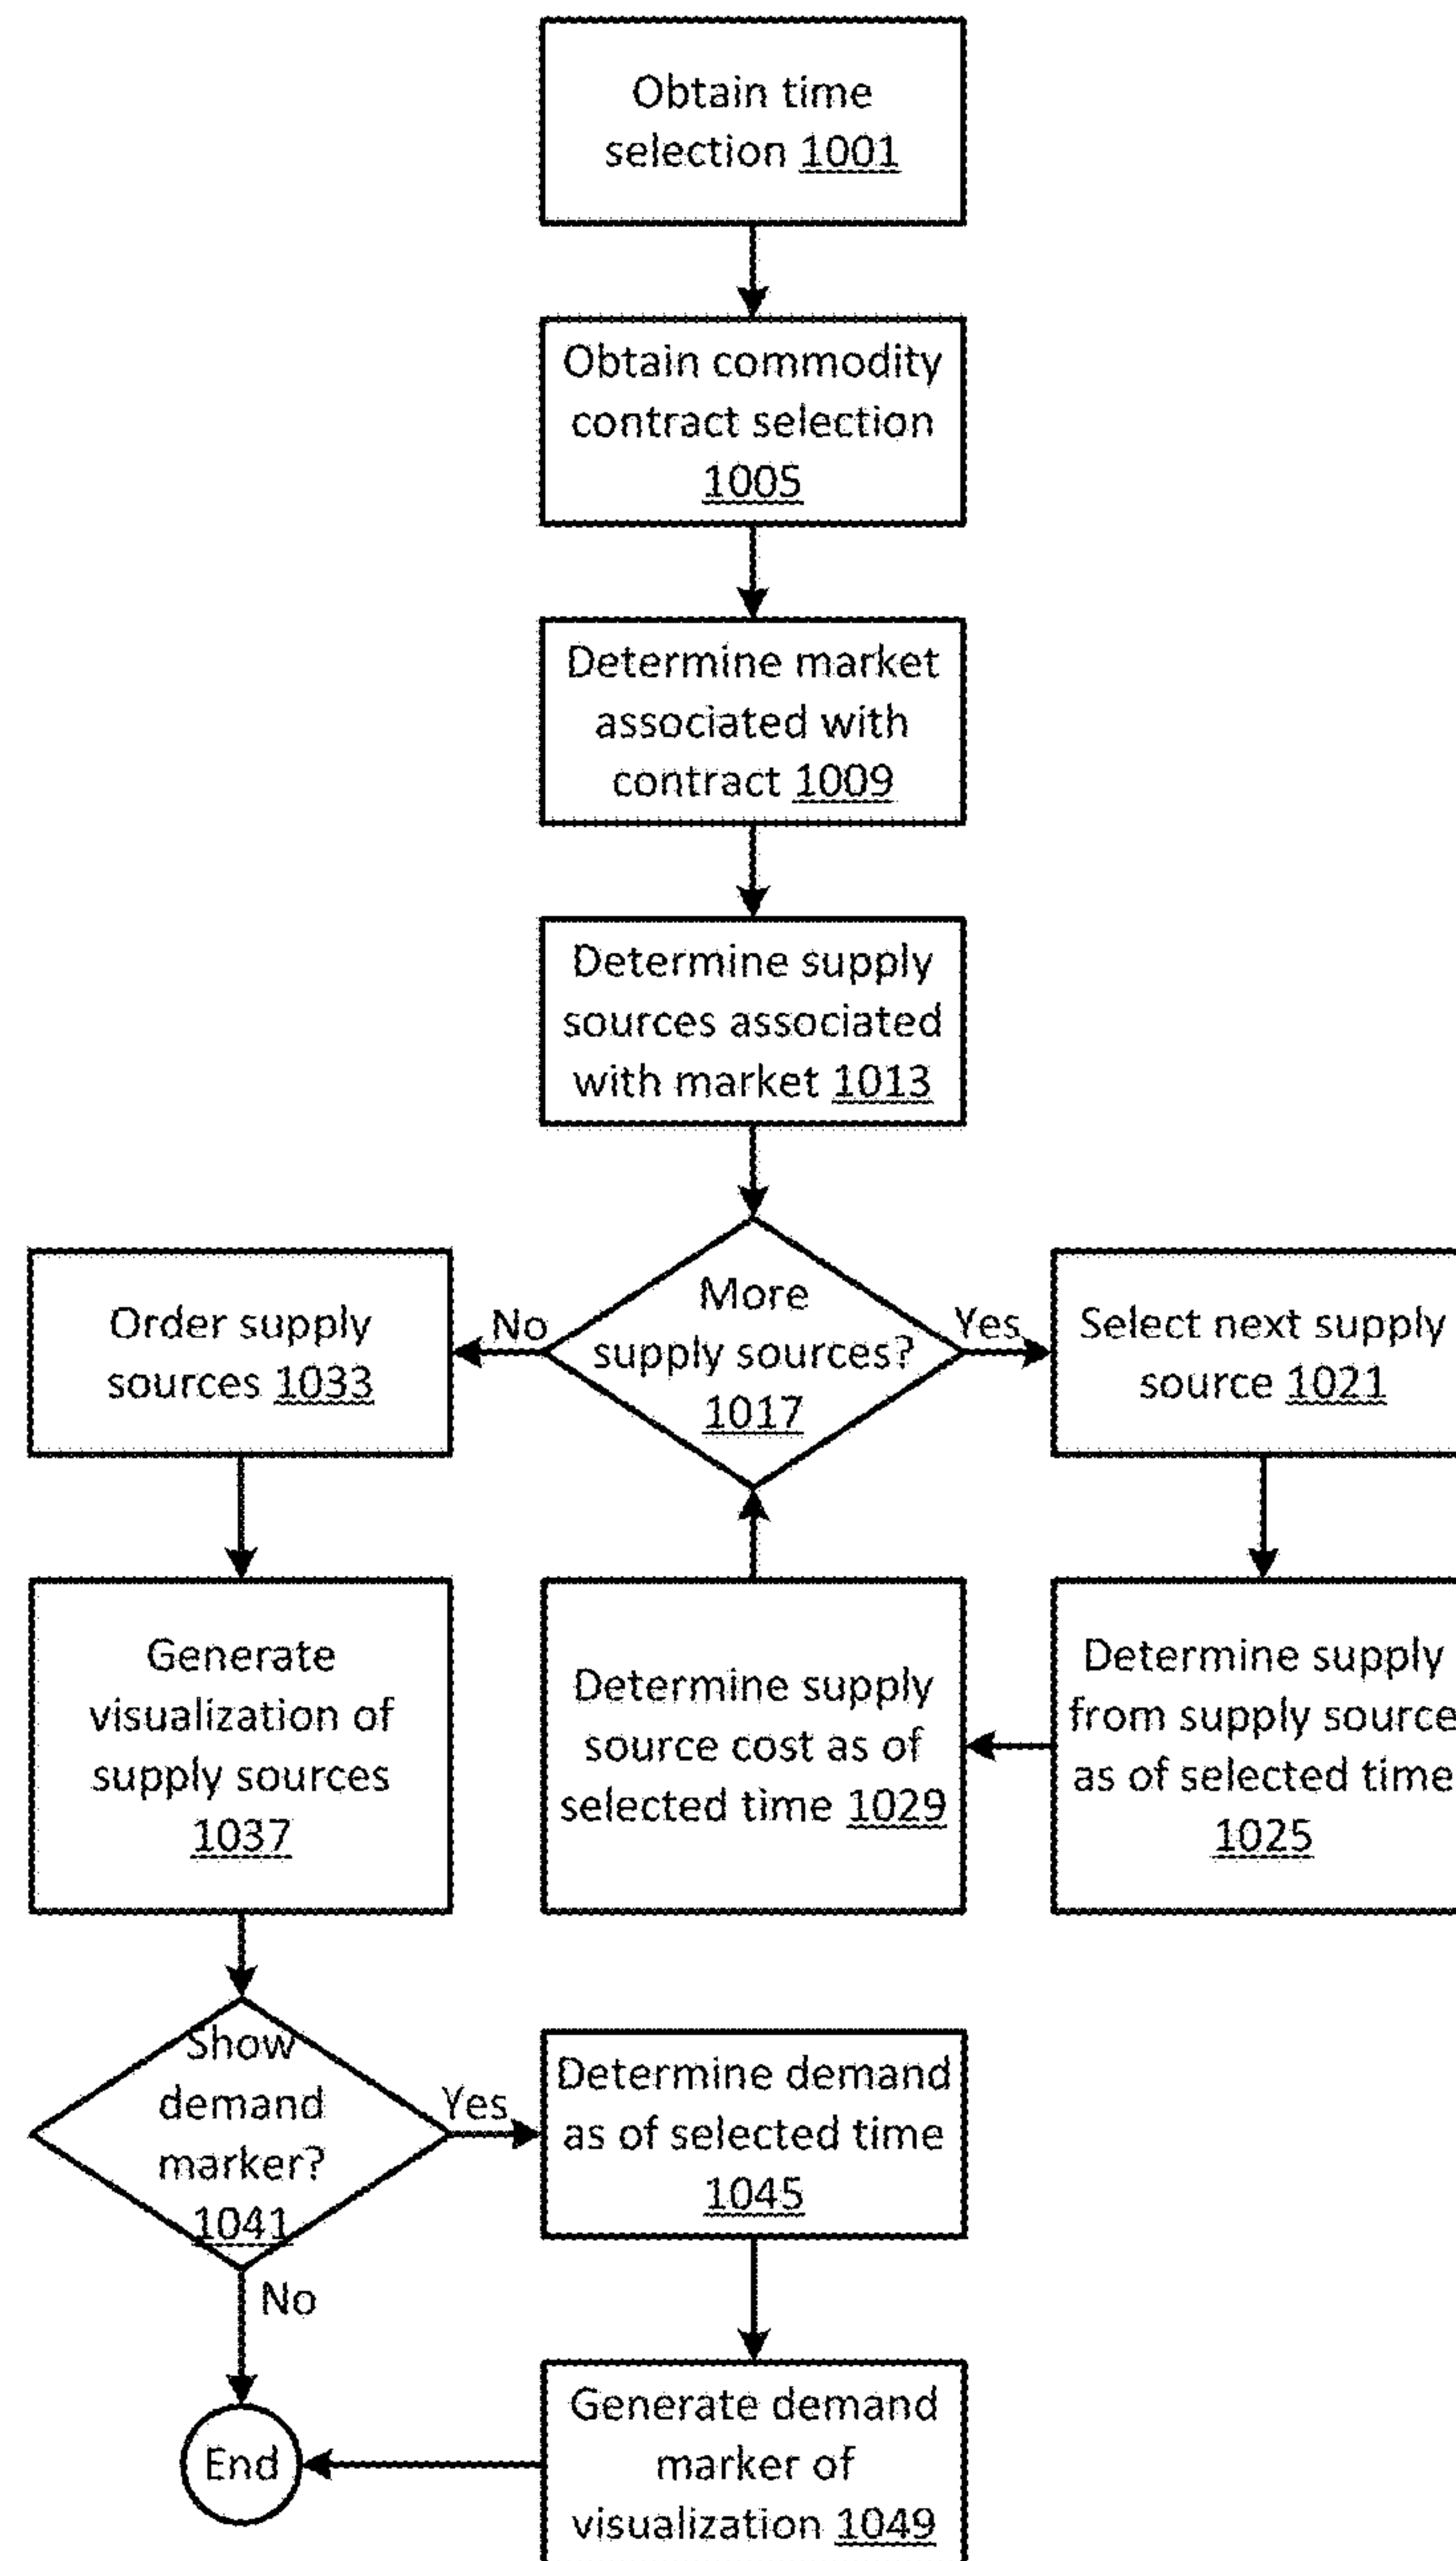 Obtain time
selection 1001
Obtain commodity
contract selection
1005
Determine market
associated with
contract 1009
Determine supply
sources associated
with market 1013
More
supply sources?
1017
No
Yes
Order supply
sources 1033
Select next supply
source 1021
Generate
visualization of
supply sources
1037
Determine supply
source cost as of
selected time 1029
Determine supply
from supply source
as of selected time
1025
Show
demand
marker?
1041
Yes
No
Determine demand
as of selected time
1045
Generate demand
marker of
visualization 1049
End